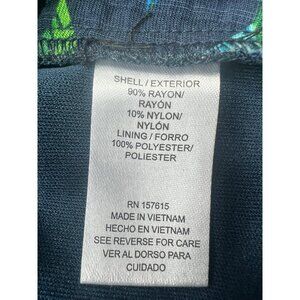 SHELL / EXTERIOR
90% RAYON/
RAYÓN
10% NYLON/
NYLÓN
LINING / FORRO
100% POLYESTER/
POLIESTER
RN 157615
MADE IN VIETNAM
HECHO EN VIETNAM
SEE REVERSE FOR CARE
VER AL DORSO PARA
CUIDADO